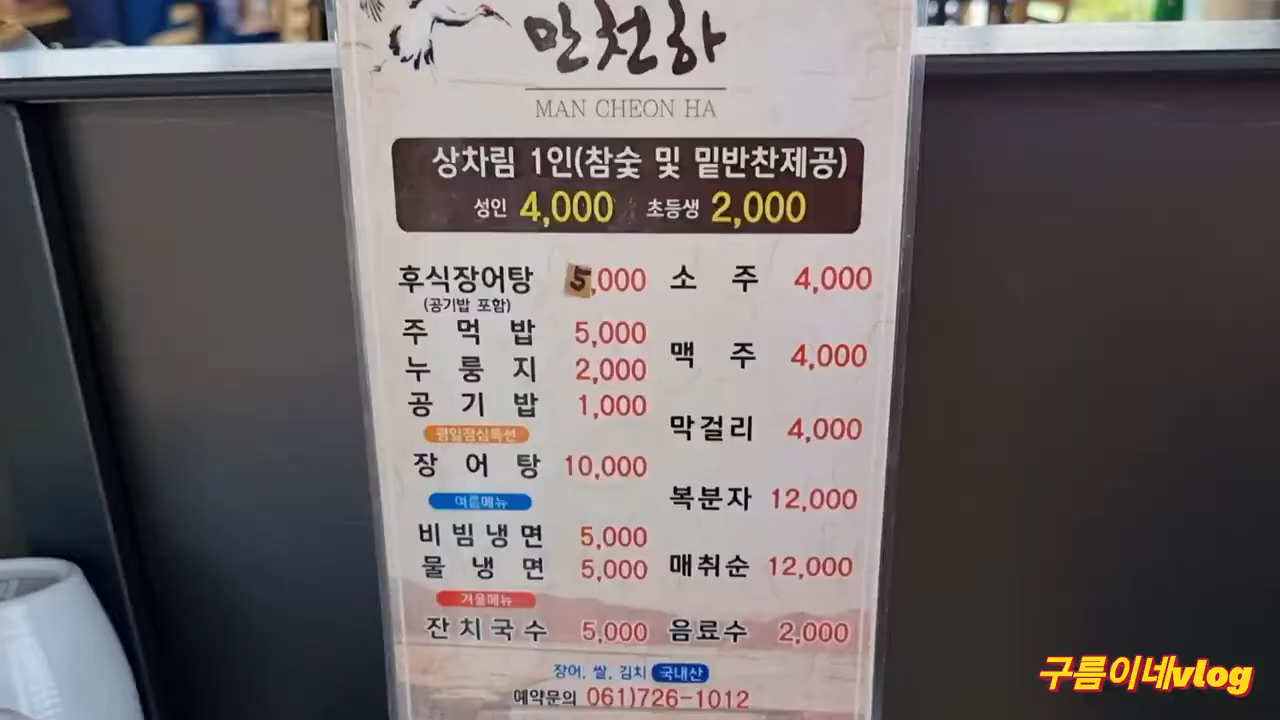 만천하
MAN CHEON HA
상차림 1인(참숯 및 밑반찬제공)
성인 4,000 초등생 2,000
후식장어탕 5,000
(공기밥 포함)
주먹밥 5,000
누룽지 2,000
공기밥 1,000
평일점심특선
장어탕 10,000
여름메뉴
비빔냉면 5,000
물냉면 5,000
겨울메뉴
잔치국수 5,000
소주 4,000
맥주 4,000
막걸리 4,000
복분자 12,000
매취순 12,000
음료수 2,000
장어, 쌀, 김치 국내산
예약문의 061)726-1012
구름이네vlog